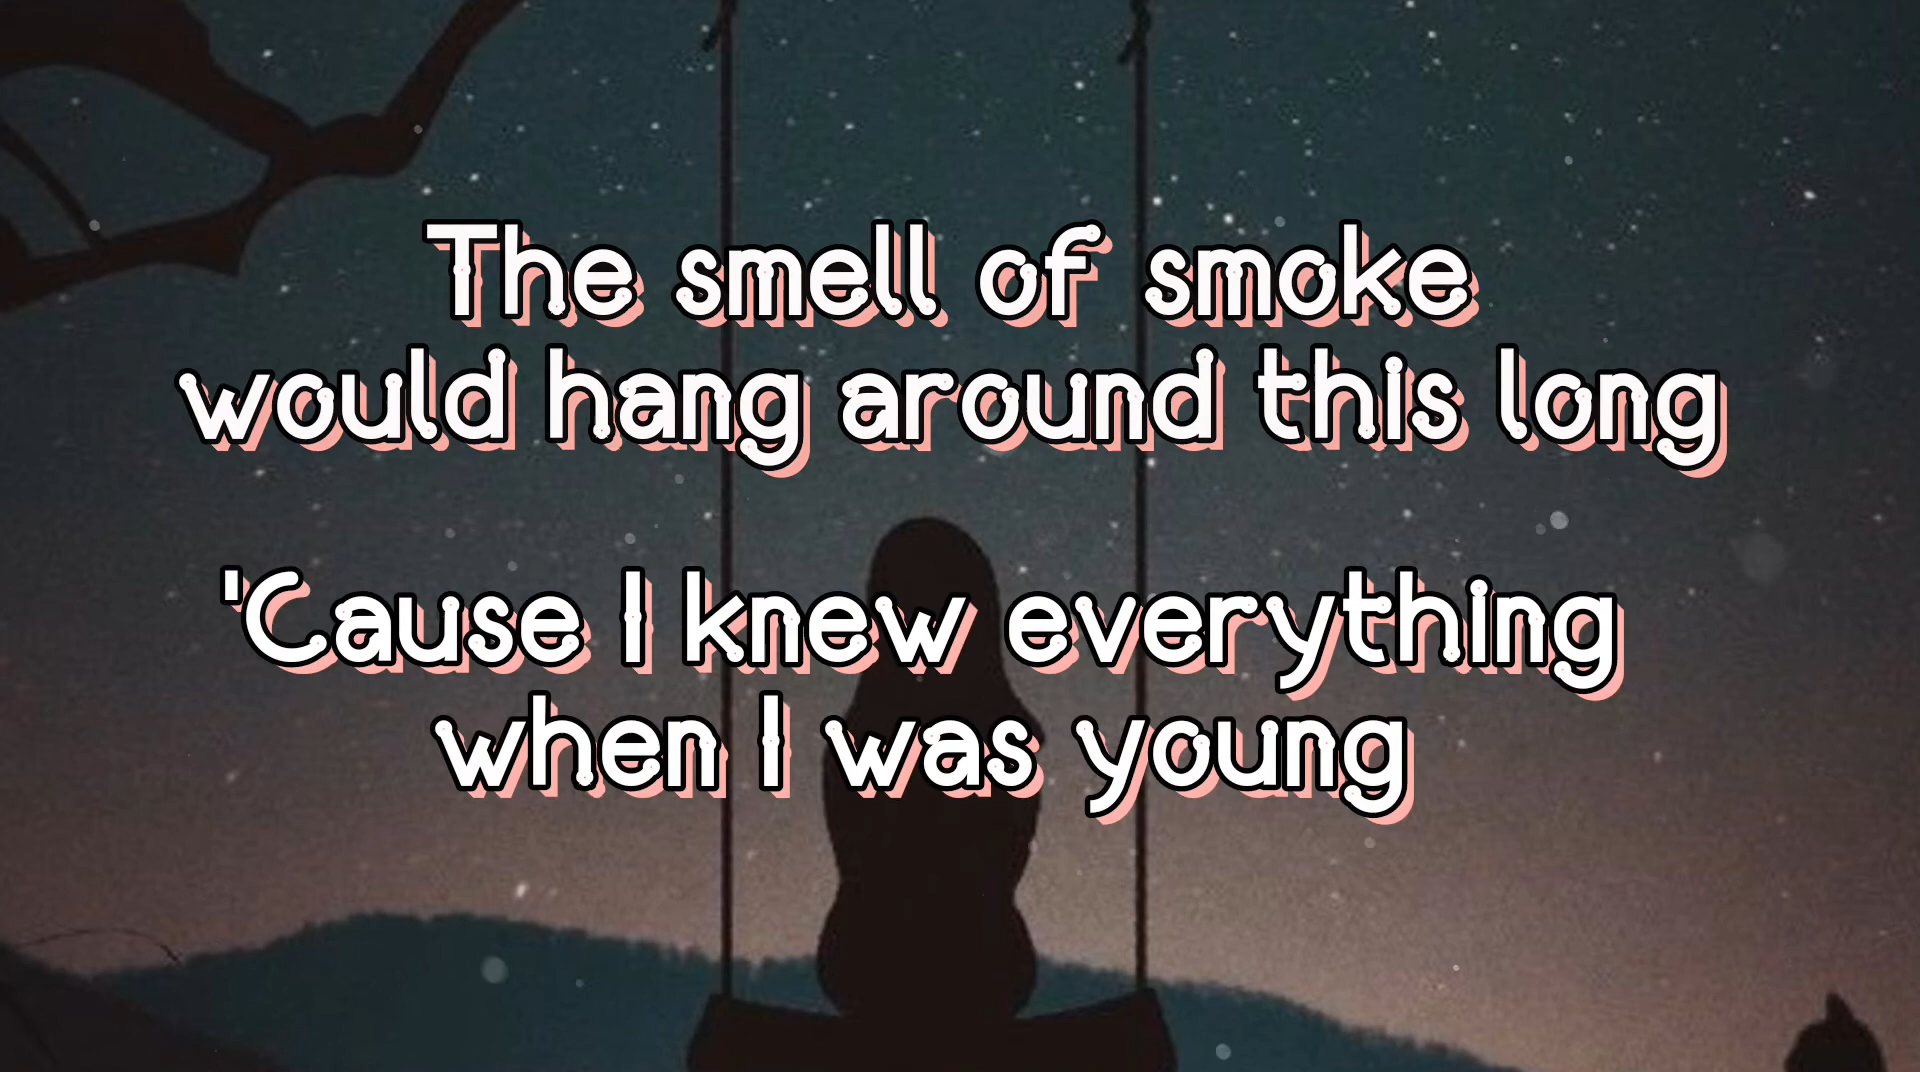 The smell of smoke
would hang around this long
'Cause I knew everything
when I was young